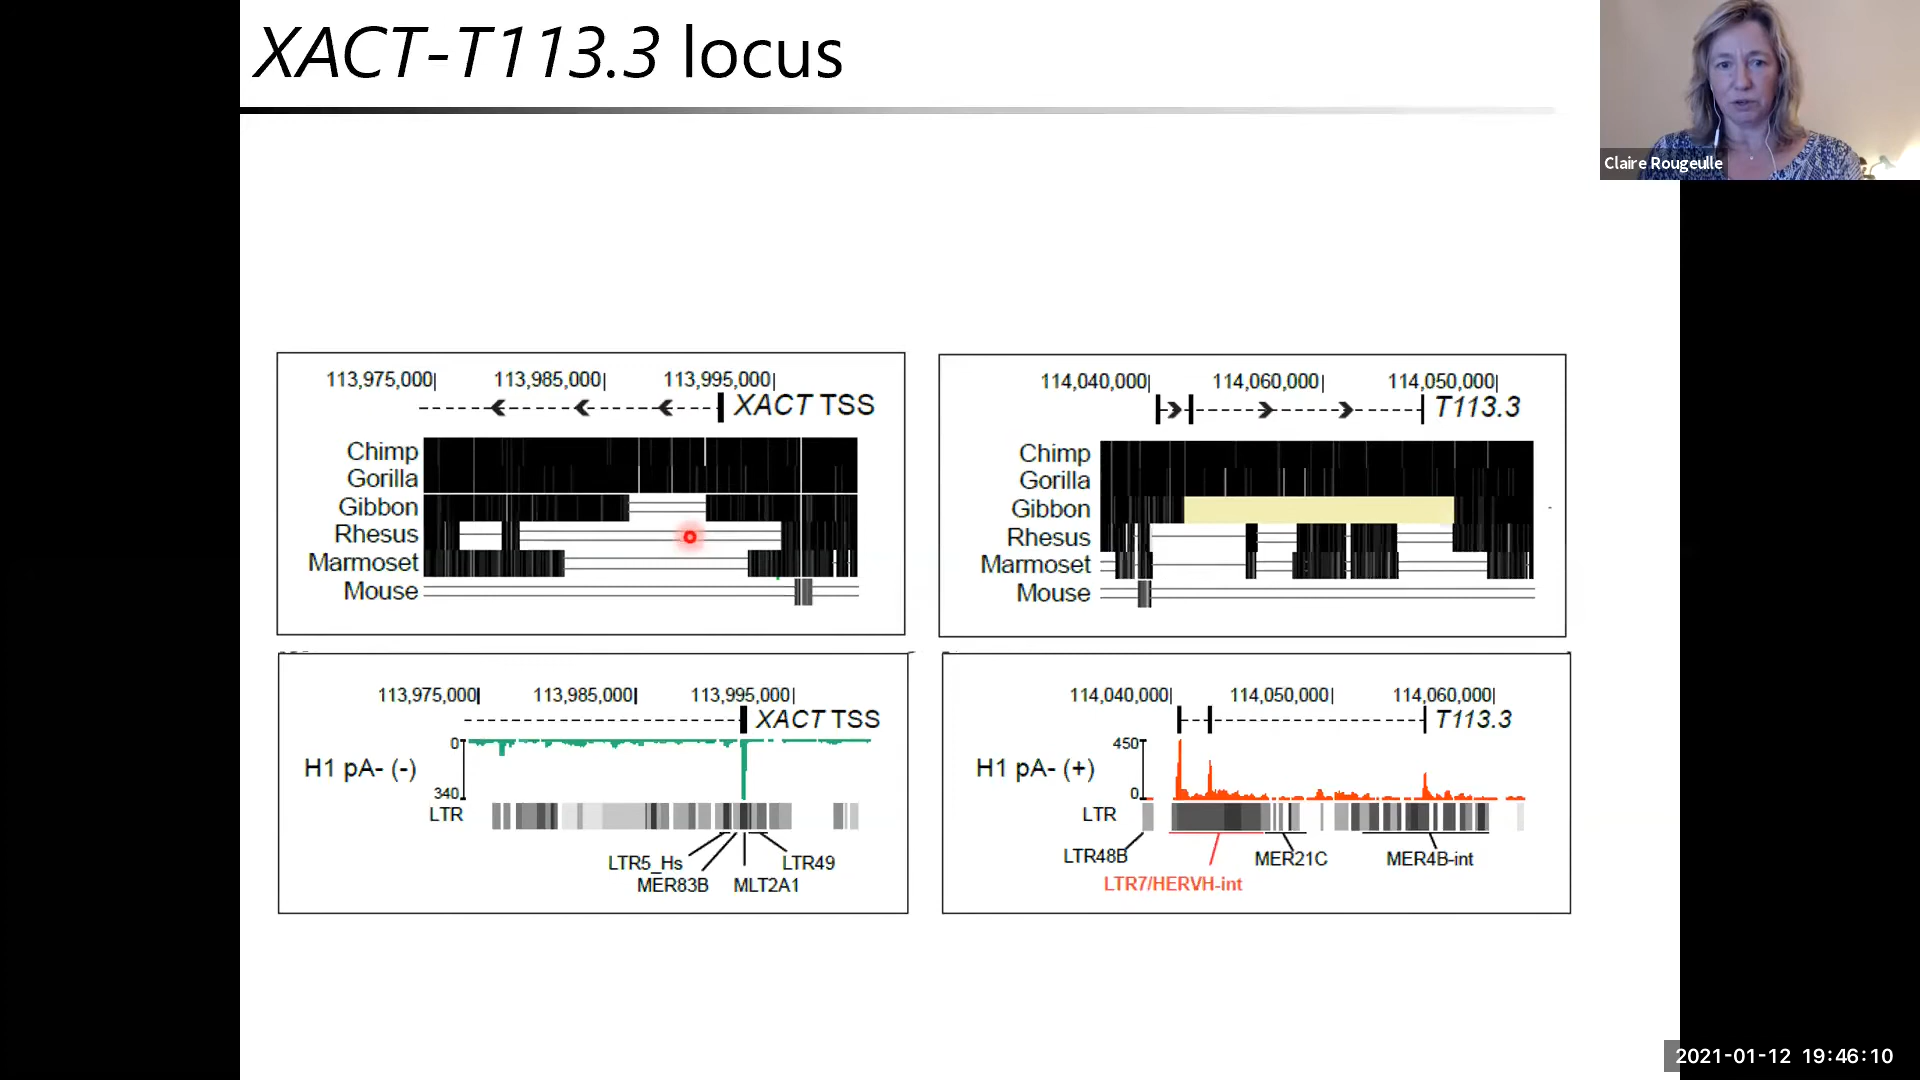 XACT-T113.3 locus
Claire Rougeulle
113,975,000| 113,985,000| 113,995,000|
XACT TSS
Chimp
Gorilla
Gibbon
Rhesus
Marmoset
Mouse
114,040,000| 114,060,000| 114,050,000|
T113.3
Chimp
Gorilla
Gibbon
Rhesus
Marmoset
Mouse
113,975,000| 113,985,000| 113,995,000|
XACT TSS
0
H1 pA- (-)
340
LTR
LTR5_Hs LTR49
MER83B MLT2A1
114,040,000| 114,050,000| 114,060,000|
T113.3
450
H1 pA- (+)
0
LTR
LTR48B MER21C MER4B-int
LTR7/HERVH-int
2021-01-12 19:46:10